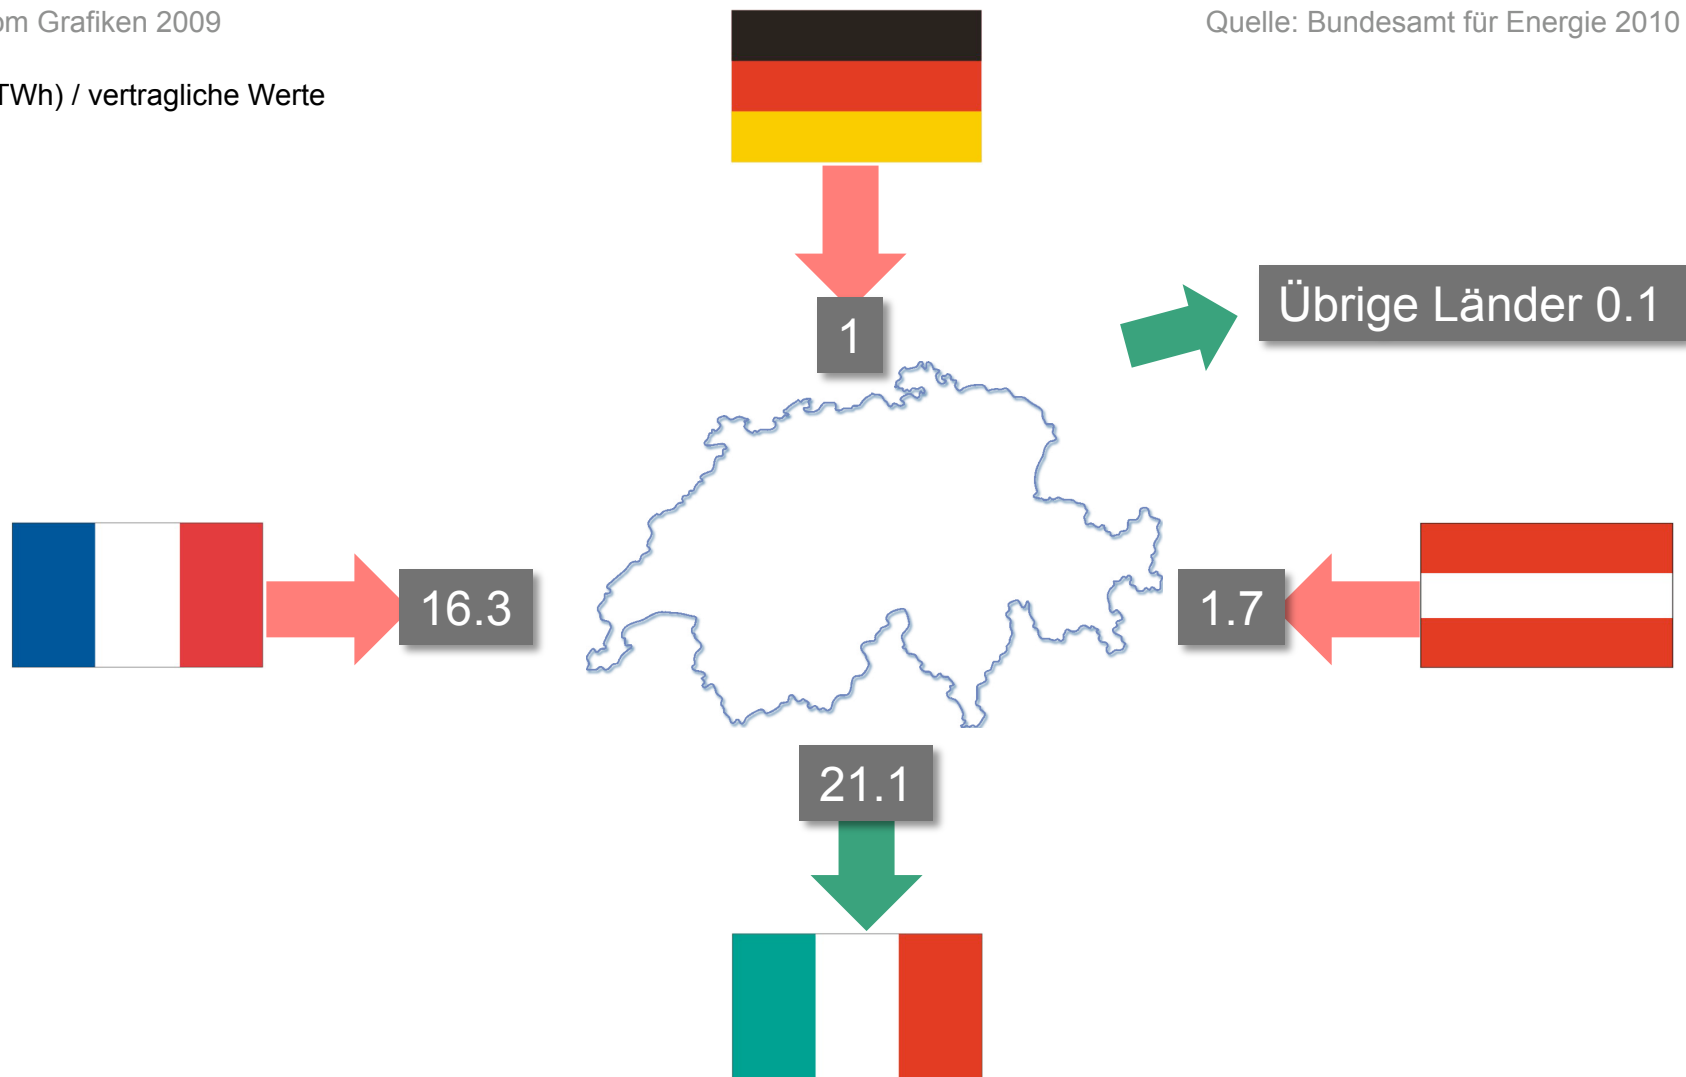 om Grafiken 2009
Quelle: Bundesamt für Energie 2010
TWh) / vertragliche Werte
1
Übrige Länder 0.1
16.3
1.7
21.1